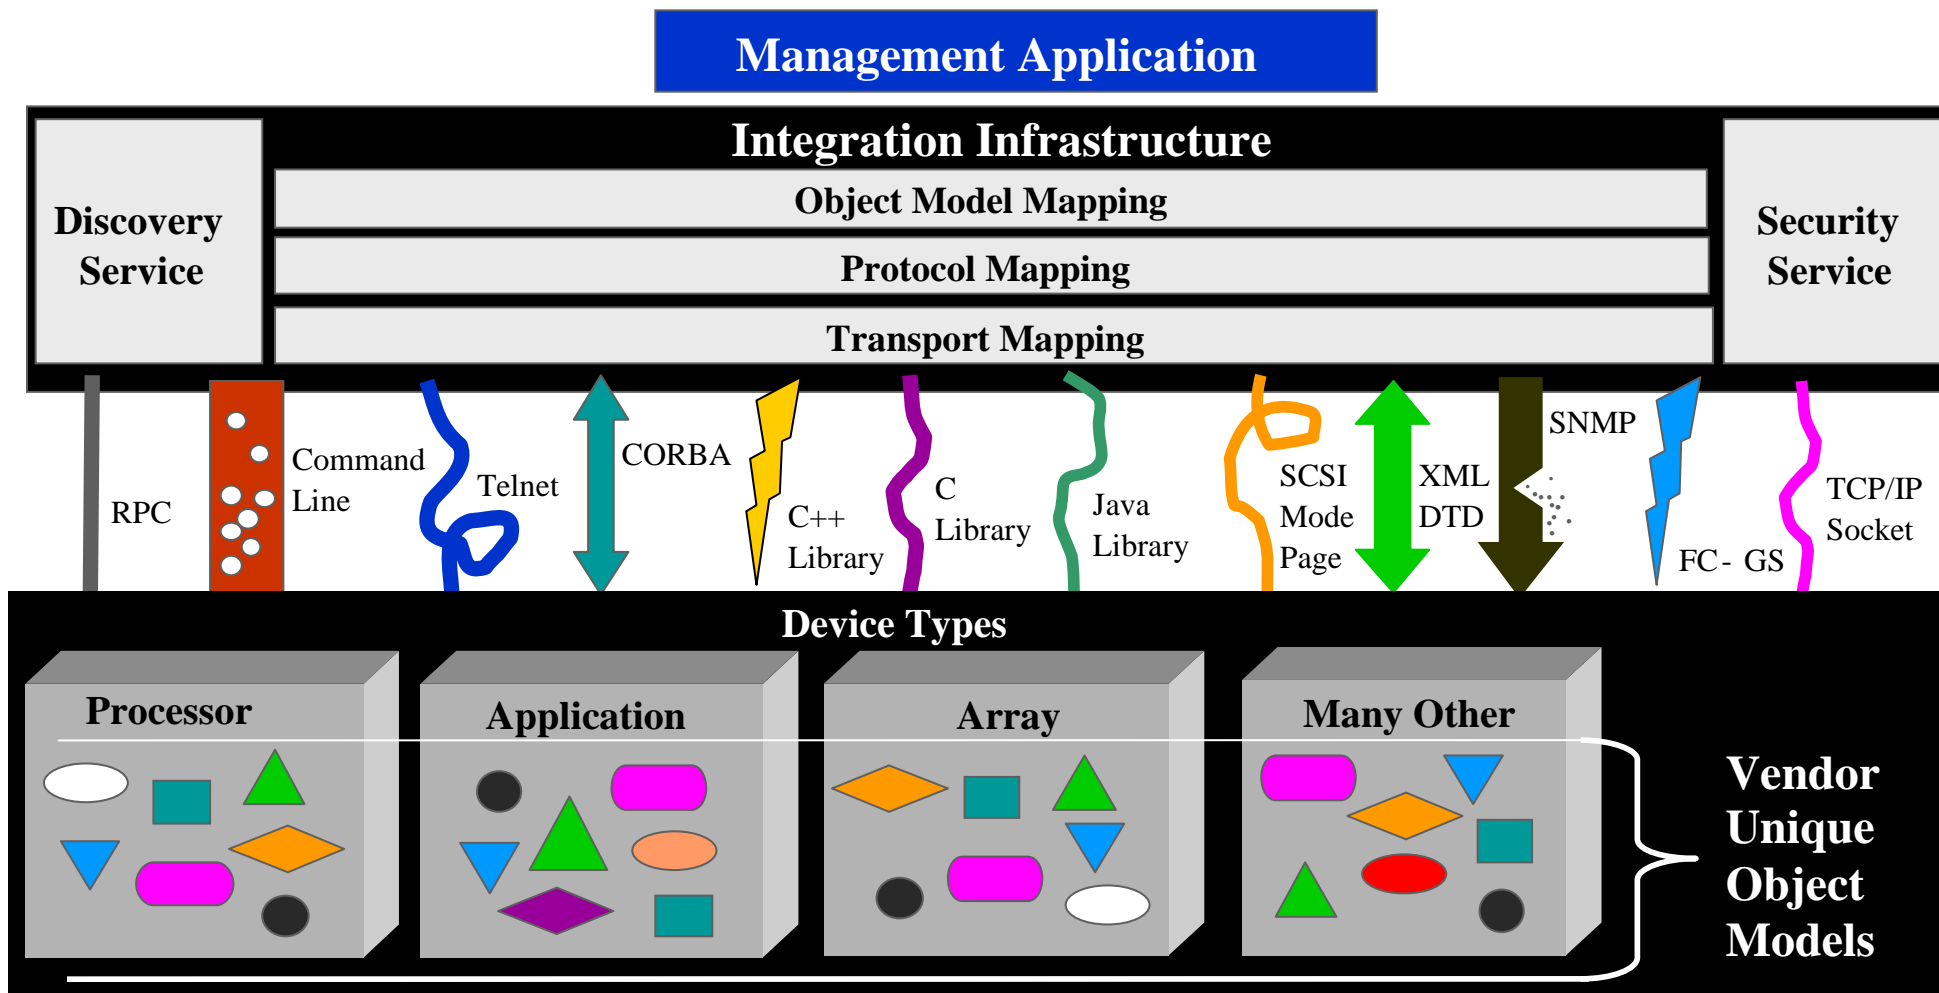 Management Application
Integration Infrastructure
Discovery
Service
Object Model Mapping
Protocol Mapping
Transport Mapping
Security
Service
RPC
Command
Line
Telnet
CORBA
C++
Library
C
Library
Java
Library
SCSI
Mode
Page
XML
DTD
SNMP
FC- GS
TCP/IP
Socket
Device Types
Processor
Application
Array
Many Other
Vendor
Unique
Object
Models